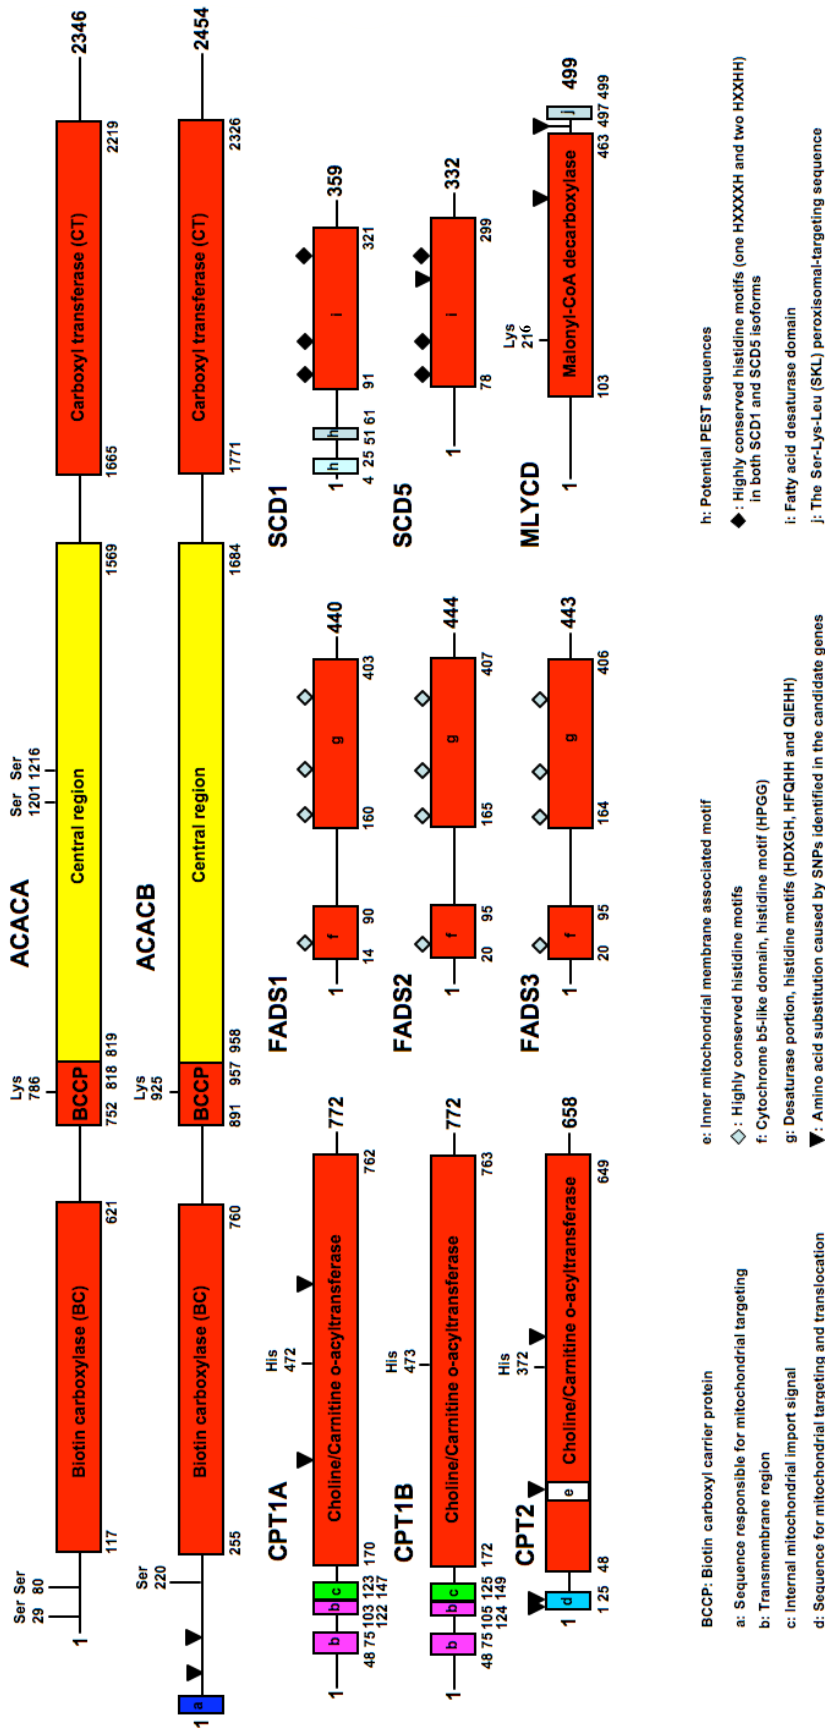 ACACA
Ser Ser
29 80
Lys
786
Ser Ser
1201 1216
1
Biotin carboxylase (BC)
BCCP
Central region
Carboxyl transferase (CT)
2346
117
621
752 818 819
1569
1665
2219
ACACB
Ser
220
Lys
925
1
a
Biotin carboxylase (BC)
BCCP
Central region
Carboxyl transferase (CT)
2454
255
760
891 957 958
1684
1771
2326
CPT1A
His
472
1
b
b
c
Choline/Carnitine o-acyltransferase
772
48 75 103 123 170
122 147
762
FADS1
1
f
g
440
14 90
160
403
SCD1
1
h
h
i
359
4 25 51 61
91
321
CPT1B
His
473
1
b
b
c
Choline/Carnitine o-acyltransferase
772
48 75 105 125 172
124 149
763
FADS2
1
f
g
444
20 95
165
407
SCD5
1
i
332
78
299
CPT2
His
372
1
d
e
Choline/Carnitine o-acyltransferase
658
1 25 48
649
FADS3
1
f
g
443
20 95
164
406
MLYCD
Lys
216
1
Malonyl-CoA decarboxylase
j
499
103
463 497 499
BCCP: Biotin carboxyl carrier protein
a: Sequence responsible for mitochondrial targeting
b: Transmembrane region
c: Internal mitochondrial import signal
d: Sequence for mitochondrial targeting and translocation
e: Inner mitochondrial membrane associated motif
◇: Highly conserved histidine motifs
f: Cytochrome b5-like domain, histidine motif (HPGG)
g: Desaturase portion, histidine motifs (HDXGH, HFQHH and QIEHH)
▼: Amino acid substitution caused by SNPs identified in the candidate genes
h: Potential PEST sequences
◆: Highly conserved histidine motifs (one HXXXXH and two HXXHH)
in both SCD1 and SCD5 isoforms
i: Fatty acid desaturase domain
j: The Ser-Lys-Leu (SKL) peroxisomal-targeting sequence